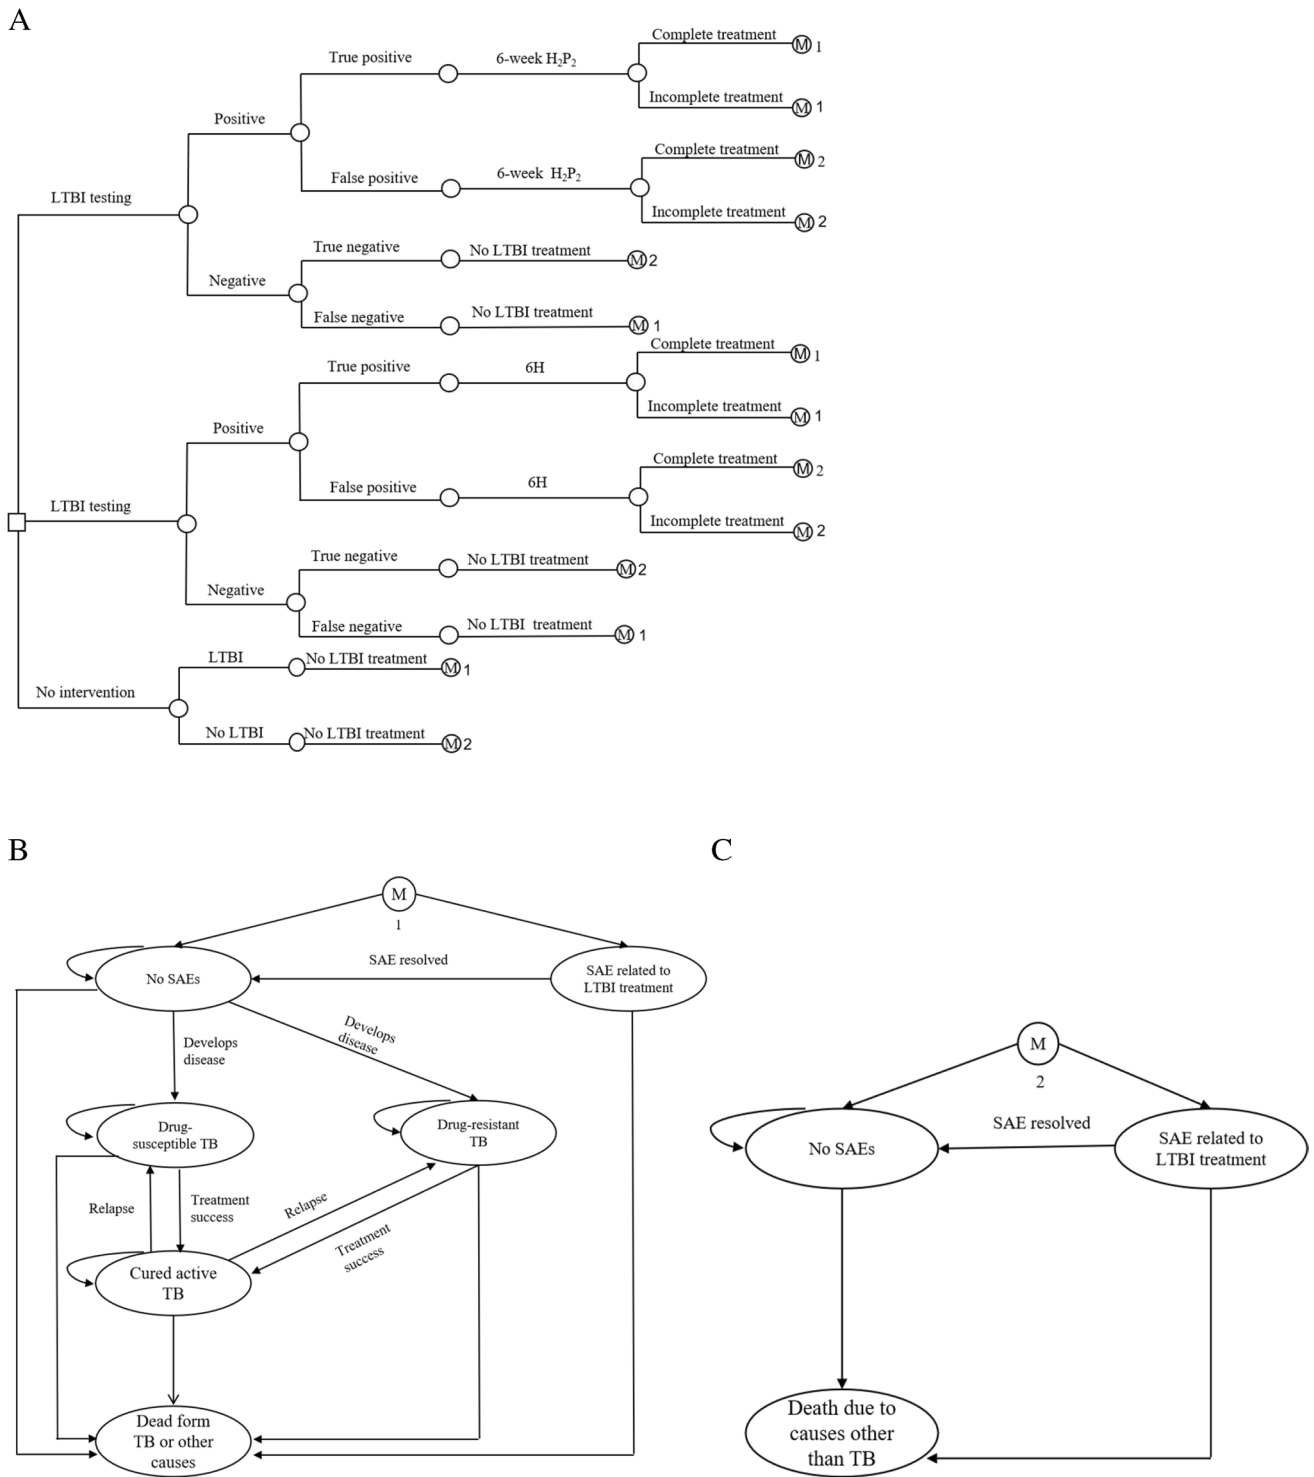 A
Complete treatment
M 1
True positive
6-week H₂P₂
Incomplete treatment
M 1
Positive
Complete treatment
M 2
False positive
6-week H₂P₂
Incomplete treatment
M 2
LTBI testing
True negative
No LTBI treatment
M 2
Negative
False negative
No LTBI treatment
M 1
Complete treatment
M 1
True positive
6H
Incomplete treatment
M 1
Positive
Complete treatment
M 2
False positive
6H
Incomplete treatment
M 2
LTBI testing
True negative
No LTBI treatment
M 2
Negative
False negative
No LTBI treatment
M 1
LTBI
No LTBI treatment
M 1
No intervention
No LTBI
No LTBI treatment
M 2
B
M
1
No SAEs
SAE resolved
SAE related to
LTBI treatment
Develops
disease
Develops
disease
Drug-
susceptible TB
Drug-resistant
TB
Relapse
Treatment
success
Relapse
Treatment
success
Cured active
TB
Dead form
TB or other
causes
C
M
2
No SAEs
SAE resolved
SAE related to
LTBI treatment
Death due to
causes other
than TB